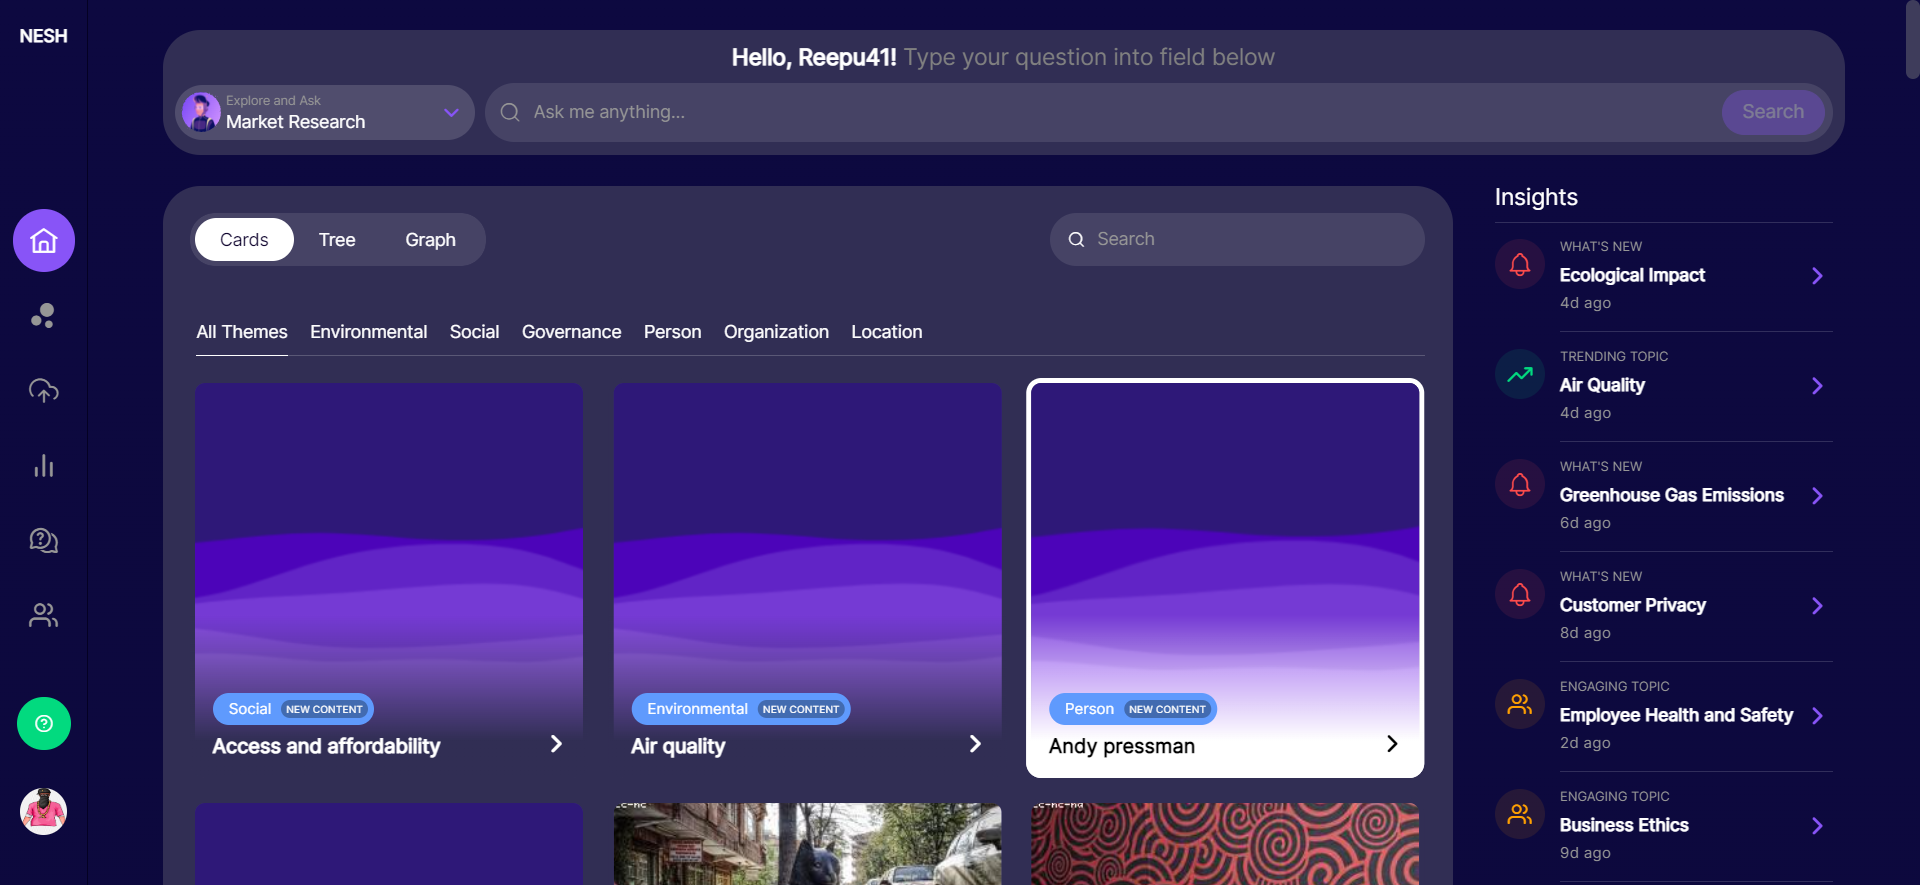 NESH
Hello, Reepu41! Type your question into field below
Explore and Ask
Market Research
Ask me anything...
Search
Cards
Tree
Graph
Search
All Themes
Environmental
Social
Governance
Person
Organization
Location
Social
NEW CONTENT
Access and affordability
Environmental
NEW CONTENT
Air quality
Person
NEW CONTENT
Andy pressman
Insights
WHAT'S NEW
Ecological Impact
4d ago
TRENDING TOPIC
Air Quality
4d ago
WHAT'S NEW
Greenhouse Gas Emissions
6d ago
WHAT'S NEW
Customer Privacy
8d ago
ENGAGING TOPIC
Employee Health and Safety
2d ago
ENGAGING TOPIC
Business Ethics
9d ago